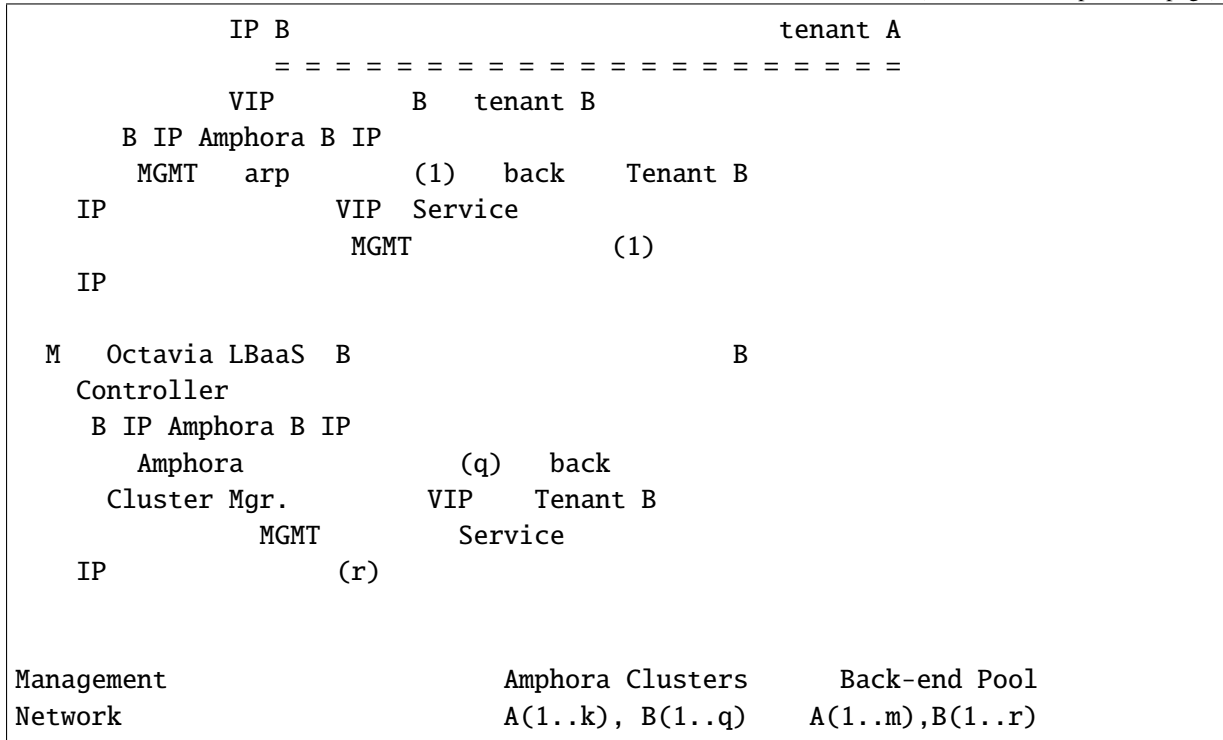 IP B tenant A
= = = = = = = = = = = = = = = = = = = = =
VIP B tenant B
B IP Amphora B IP
MGMT arp (1) back Tenant B
IP VIP Service
MGMT (1)
IP
M Octavia LBaaS B B
Controller
B IP Amphora B IP
Amphora (q) back
Cluster Mgr. VIP Tenant B
MGMT Service
IP (r)
Management Amphora Clusters Back-end Pool
Network A(1..k), B(1..q) A(1..m),B(1..r)